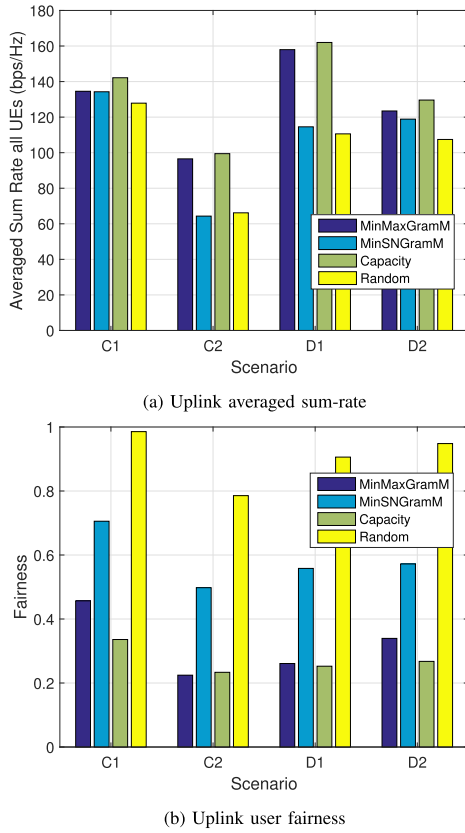 180
160
140
120
100
80
60
40
20
0
Averaged Sum Rate all UEs (bps/Hz)
MinMaxGramM
MinSNGramM
Capacity
Random
C1 C2 D1 D2
Scenario
(a) Uplink averaged sum-rate
1
0.8
0.6
0.4
0.2
0
Fairness
MinMaxGramM
MinSNGramM
Capacity
Random
C1 C2 D1 D2
Scenario
(b) Uplink user fairness